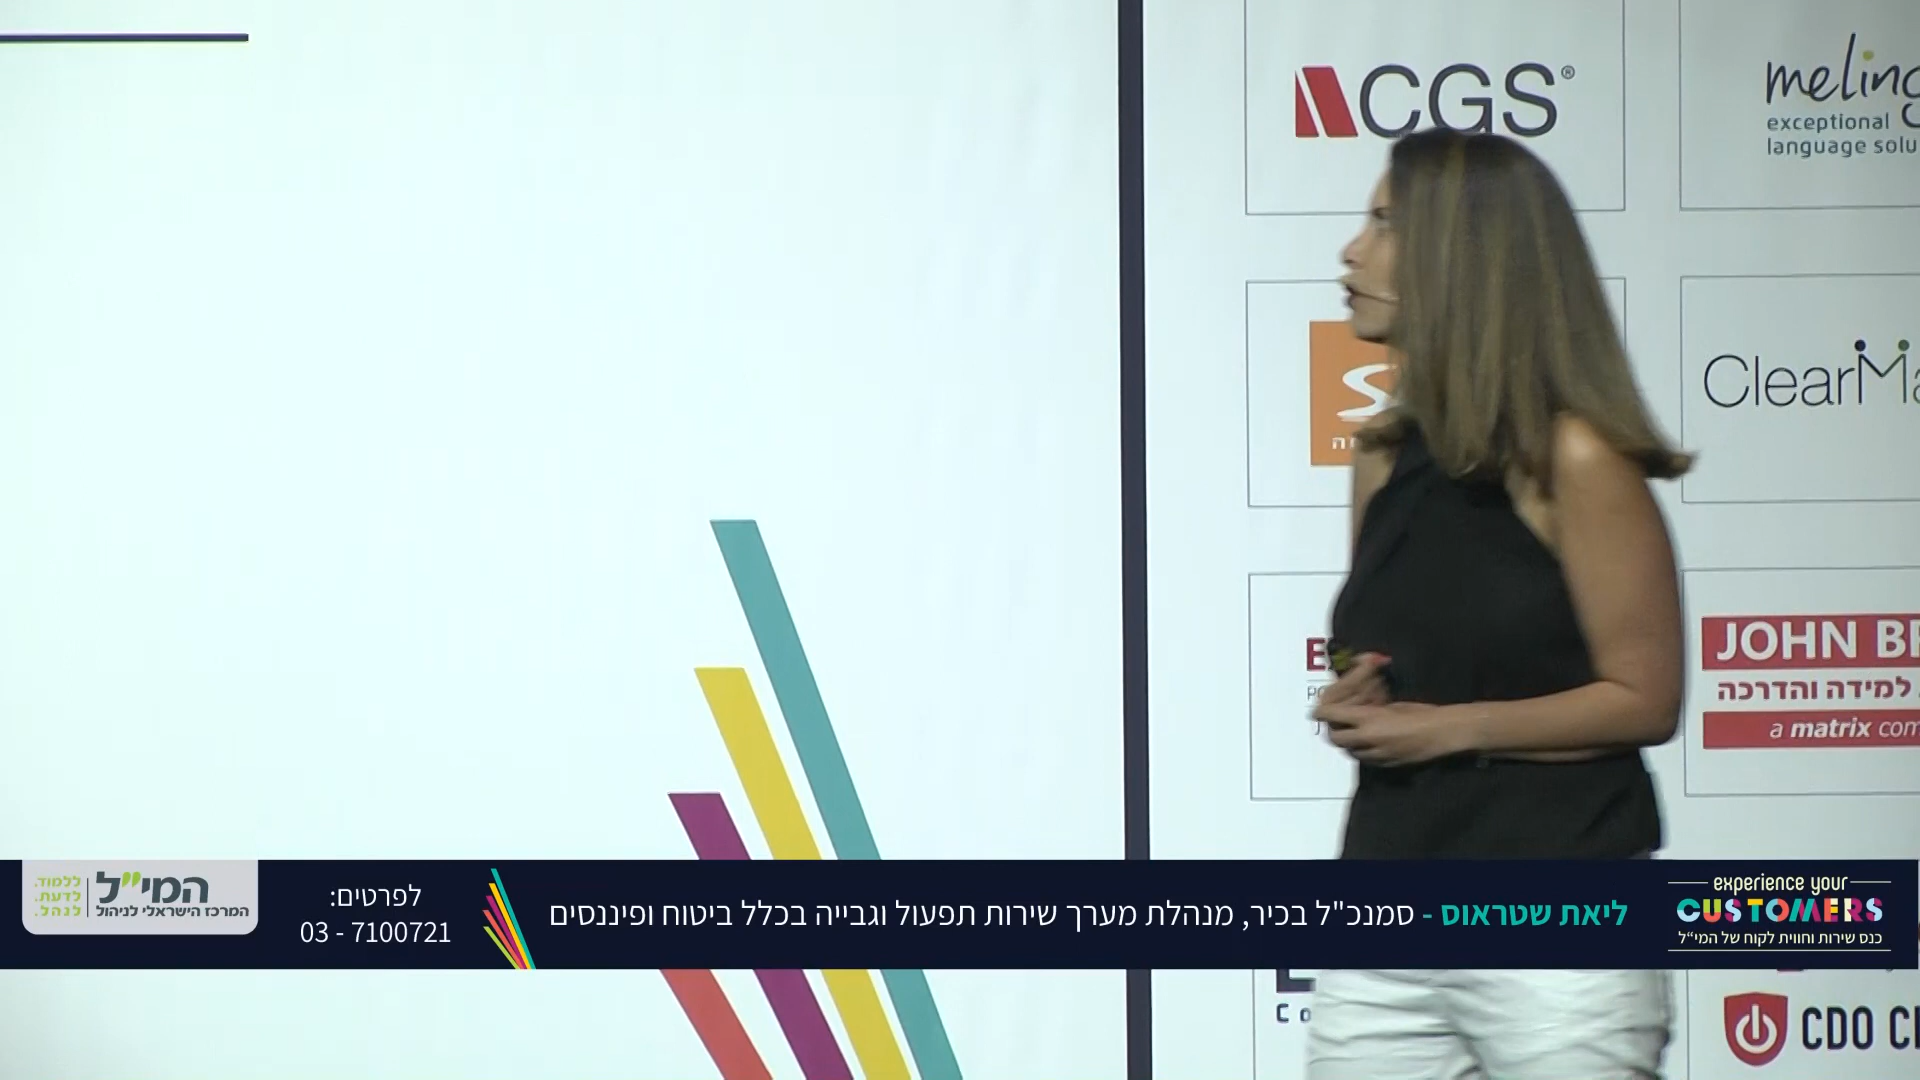 CGS®
meling
exceptional
language solu
ClearMa
JOHN BR
למידה והדרכה
a matrix com
experience your
CUSTOMERS
כנס שירות וחווית לקוח של המי"ל
ליאת שטראוס - סמנכ"ל בכיר, מנהלת מערך שירות תפעול וגבייה בכלל ביטוח ופיננסים
לפרטים:
03 - 7100721
המי"ל
המרכז הישראלי לניהול
ללמוד.
לדעת.
לנהל.
CDO C